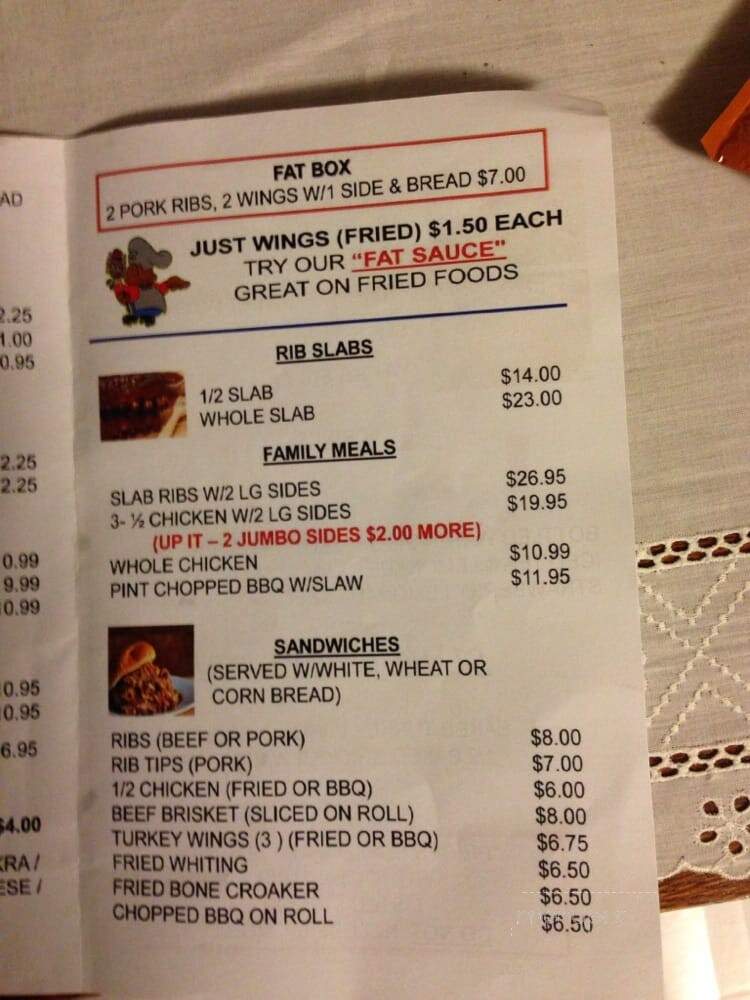 AD
2.25
1.00
0.95
2.25
2.25
0.99
9.99
0.99
0.95
0.95
6.95
$4.00
KRA /
ESE /
FAT BOX
2 PORK RIBS, 2 WINGS W/1 SIDE & BREAD $7.00
JUST WINGS (FRIED) $1.50 EACH
TRY OUR "FAT SAUCE"
GREAT ON FRIED FOODS
RIB SLABS
1/2 SLAB $14.00
WHOLE SLAB $23.00
FAMILY MEALS
SLAB RIBS W/2 LG SIDES $26.95
3- ½ CHICKEN W/2 LG SIDES $19.95
(UP IT – 2 JUMBO SIDES $2.00 MORE)
WHOLE CHICKEN $10.99
PINT CHOPPED BBQ W/SLAW $11.95
SANDWICHES
(SERVED W/WHITE, WHEAT OR
CORN BREAD)
RIBS (BEEF OR PORK) $8.00
RIB TIPS (PORK) $7.00
1/2 CHICKEN (FRIED OR BBQ) $6.00
BEEF BRISKET (SLICED ON ROLL) $8.00
TURKEY WINGS (3 ) (FRIED OR BBQ) $6.75
FRIED WHITING $6.50
FRIED BONE CROAKER $6.50
CHOPPED BBQ ON ROLL $6.50